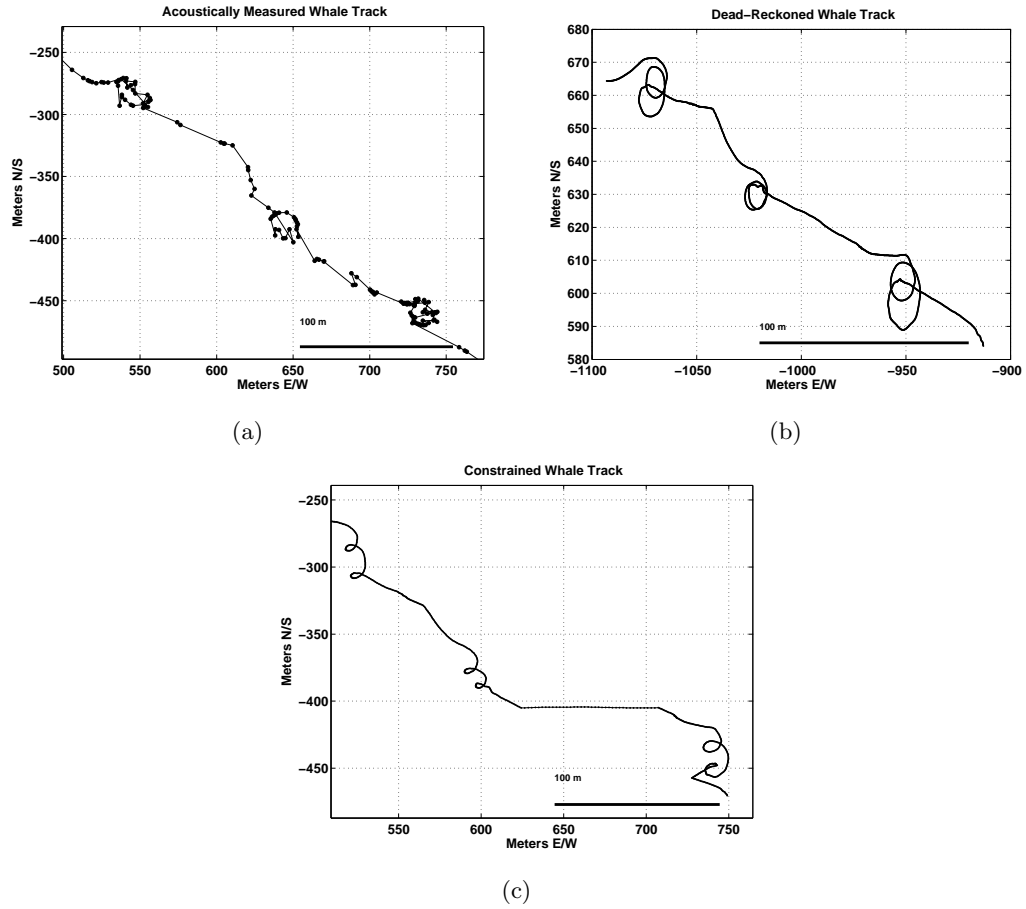 Acoustically Measured Whale Track
−250
−300
−350
−400
−450
Meters N/S
100 m
500 550 600 650 700 750
Meters E/W
(a)
Dead−Reckoned Whale Track
680
670
660
650
640
630
620
610
600
590
580
Meters N/S
100 m
−1100 −1050 −1000 −950 −900
Meters E/W
(b)
Constrained Whale Track
−250
−300
−350
−400
−450
Meters N/S
100 m
550 600 650 700 750
Meters E/W
(c)